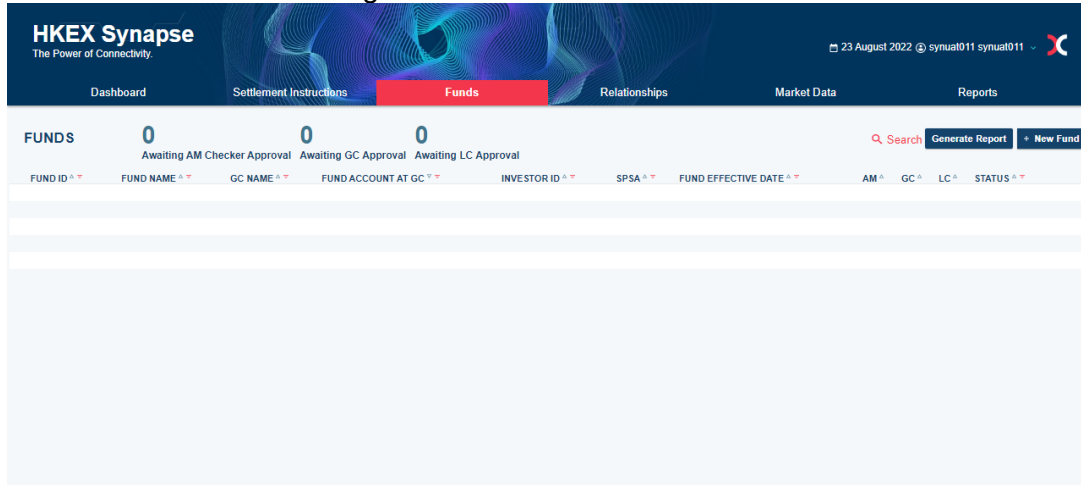 HKEX Synapse
The Power of Connectivity.
23 August 2022 synuat011 synuat011
Dashboard Settlement Instructions Funds Relationships Market Data Reports
FUNDS 0 0 0 Search Generate Report + New Fund
Awaiting AM Checker Approval Awaiting GC Approval Awaiting LC Approval
FUND ID FUND NAME GC NAME FUND ACCOUNT AT GC INVESTOR ID SPSA FUND EFFECTIVE DATE AM GC LC STATUS